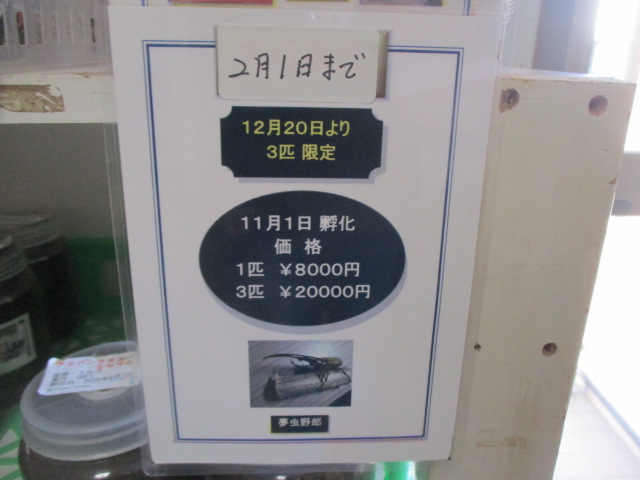 2月1日まで
12月20日より
3匹 限定
11月1日 孵化
価 格
1匹 ¥8000円
3匹 ¥20000円
夢虫野郎